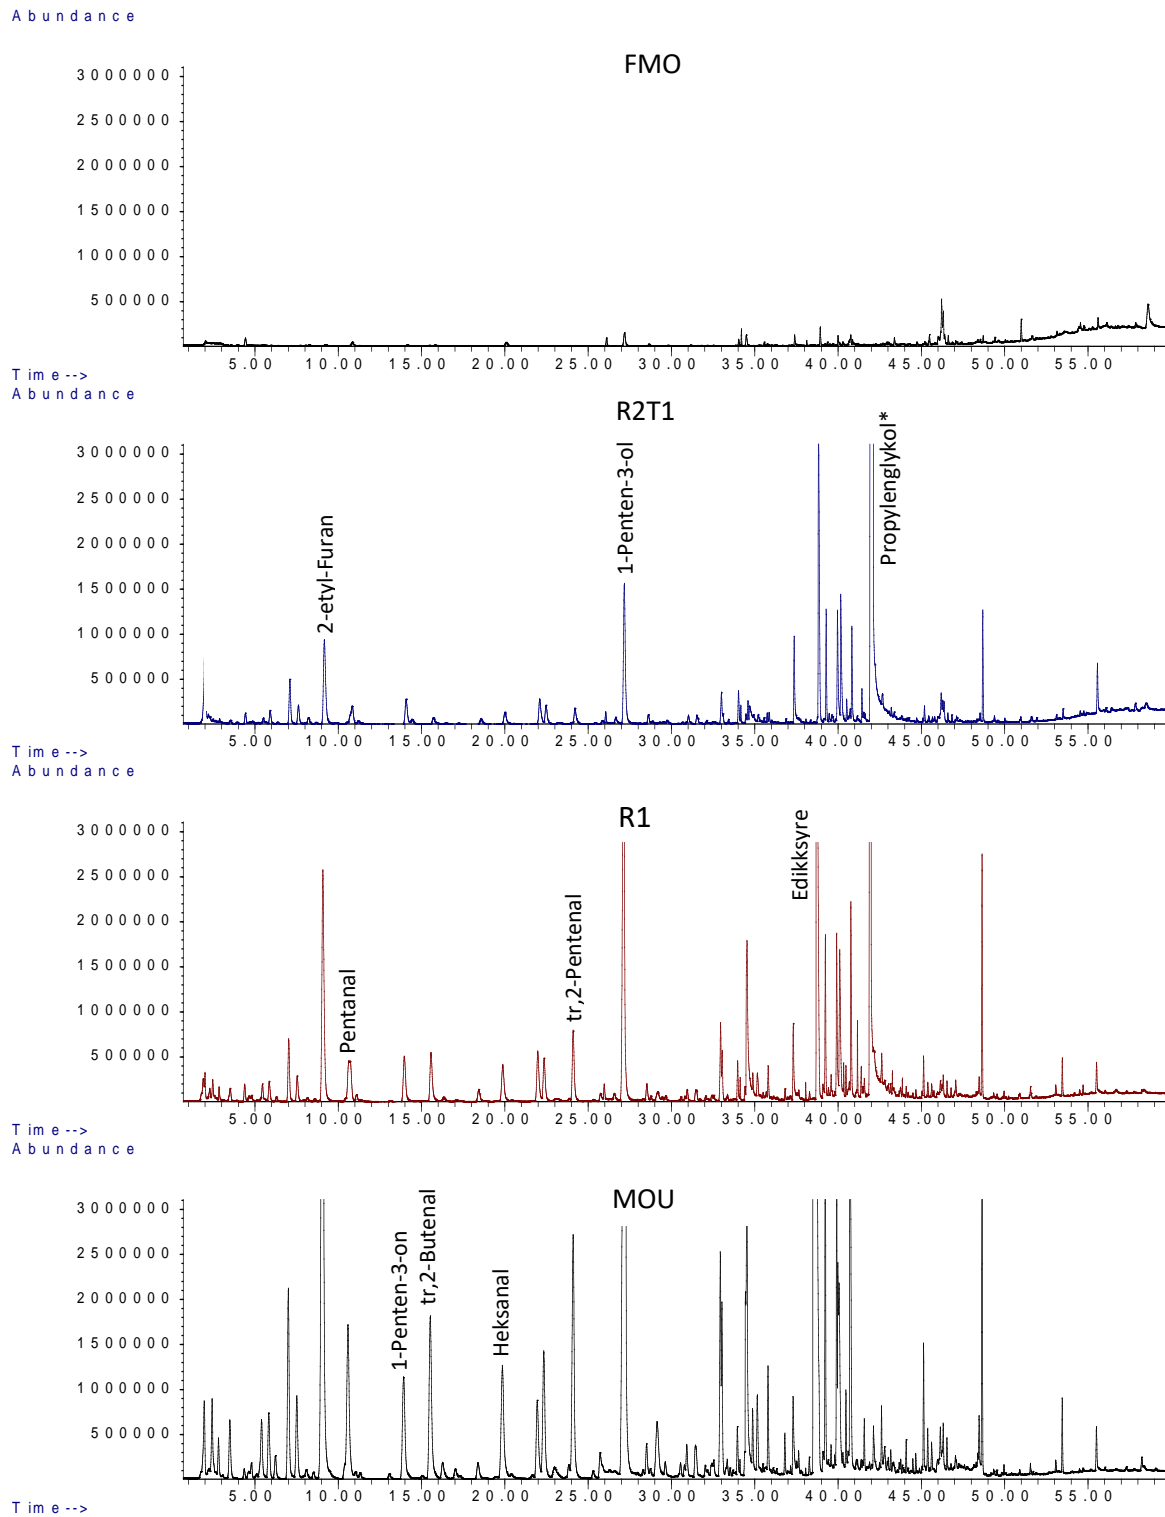 Abundance
FMO
3000000
2500000
2000000
1500000
1000000
500000
5.00 10.00 15.00 20.00 25.00 30.00 35.00 40.00 45.00 50.00 55.00
Time-->
Abundance
R2T1
3000000
2500000
2000000
1500000
1000000
500000
2-etyl-Furan
1-Penten-3-ol
Propylenglykol*
5.00 10.00 15.00 20.00 25.00 30.00 35.00 40.00 45.00 50.00 55.00
Time-->
Abundance
R1
3000000
2500000
2000000
1500000
1000000
500000
Pentanal
tr,2-Pentenal
Edikksyre
5.00 10.00 15.00 20.00 25.00 30.00 35.00 40.00 45.00 50.00 55.00
Time-->
Abundance
MOU
3000000
2500000
2000000
1500000
1000000
500000
1-Penten-3-on
tr,2-Butenal
Heksanal
5.00 10.00 15.00 20.00 25.00 30.00 35.00 40.00 45.00 50.00 55.00
Time-->